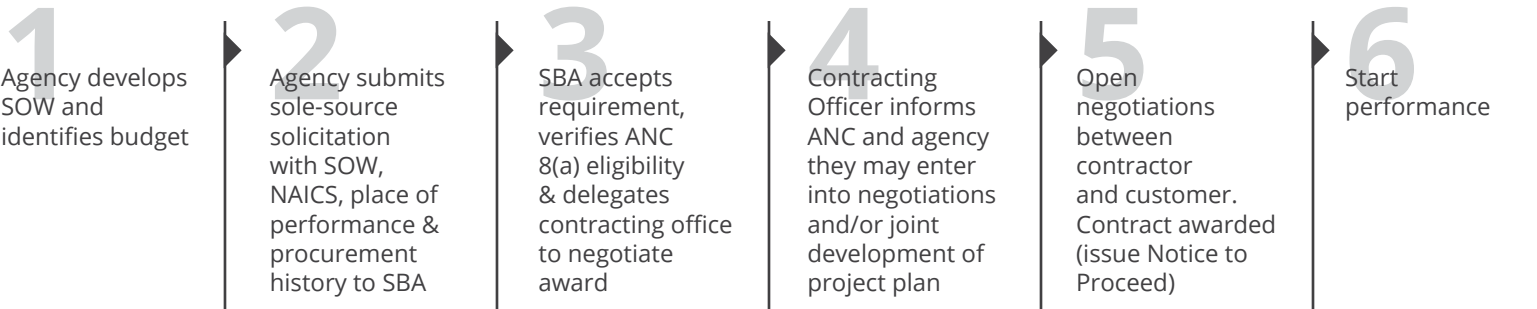 1
Agency develops
SOW and
identifies budget
2
Agency submits
sole-source
solicitation
with SOW,
NAICS, place of
performance &
procurement
history to SBA
3
SBA accepts
requirement,
verifies ANC
8(a) eligibility
& delegates
contracting office
to negotiate
award
4
Contracting
Officer informs
ANC and agency
they may enter
into negotiations
and/or joint
development of
project plan
5
Open
negotiations
between
contractor
and customer.
Contract awarded
(issue Notice to
Proceed)
6
Start
performance